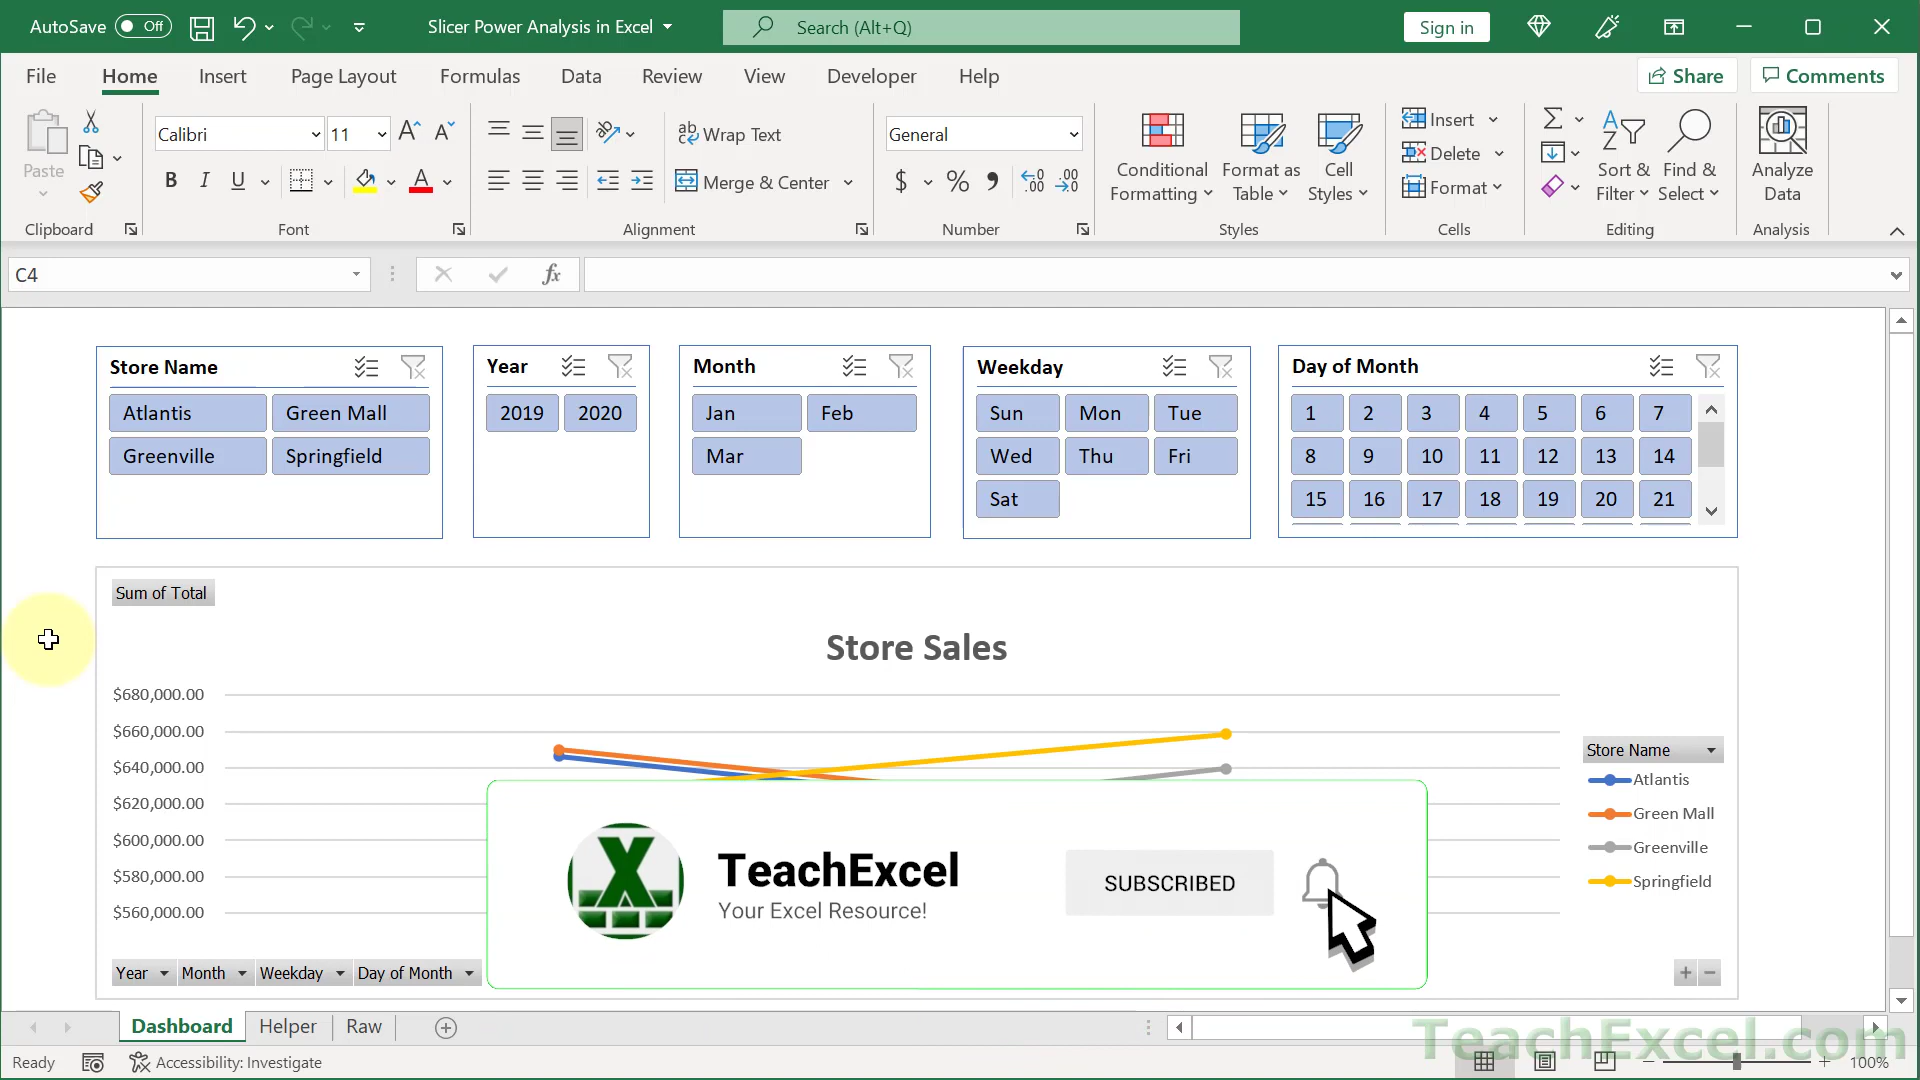 AutoSave Off Slicer Power Analysis in Excel Search (Alt+Q) Sign in
File Home Insert Page Layout Formulas Data Review View Developer Help Share Comments
Paste Calibri 11 A A ab Wrap Text General Conditional Formatting Format as Table Cell Styles Insert Sort & Filter Find & Select Analyze Data
Delete
B I U A Merge & Center $ % Format
Clipboard Font Alignment Number Styles Cells Editing Analysis
C4 fx
Store Name Year Month Weekday Day of Month
Atlantis Green Mall 2019 2020 Jan Feb Sun Mon Tue 1 2 3 4 5 6 7
Greenville Springfield Mar Wed Thu Fri 8 9 10 11 12 13 14
Sat 15 16 17 18 19 20 21
Sum of Total
Store Sales
$680,000.00
$660,000.00
$640,000.00
$620,000.00
$600,000.00
$580,000.00
$560,000.00
Store Name
Atlantis
Green Mall
Greenville
Springfield
TeachExcel
Your Excel Resource!
SUBSCRIBED
Year Month Weekday Day of Month
Dashboard Helper Raw
TeachExcel.com
Ready Accessibility: Investigate 100%